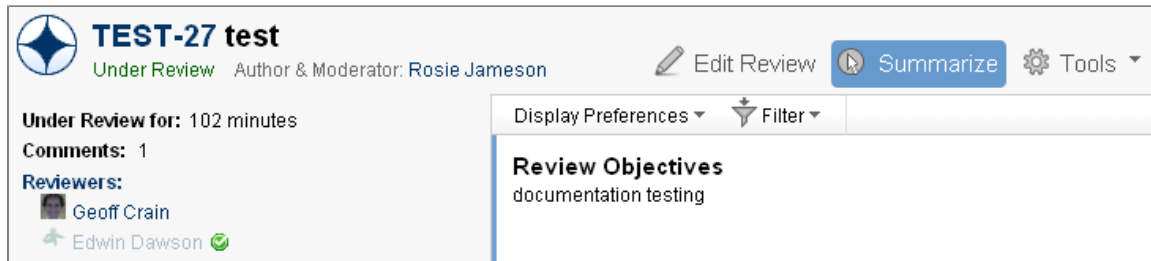 TEST-27 test
Under Review Author & Moderator: Rosie Jameson
Edit Review Summarize Tools
Under Review for: 102 minutes
Comments: 1
Reviewers:
Geoff Crain
Edwin Dawson
Display Preferences Filter
Review Objectives
documentation testing